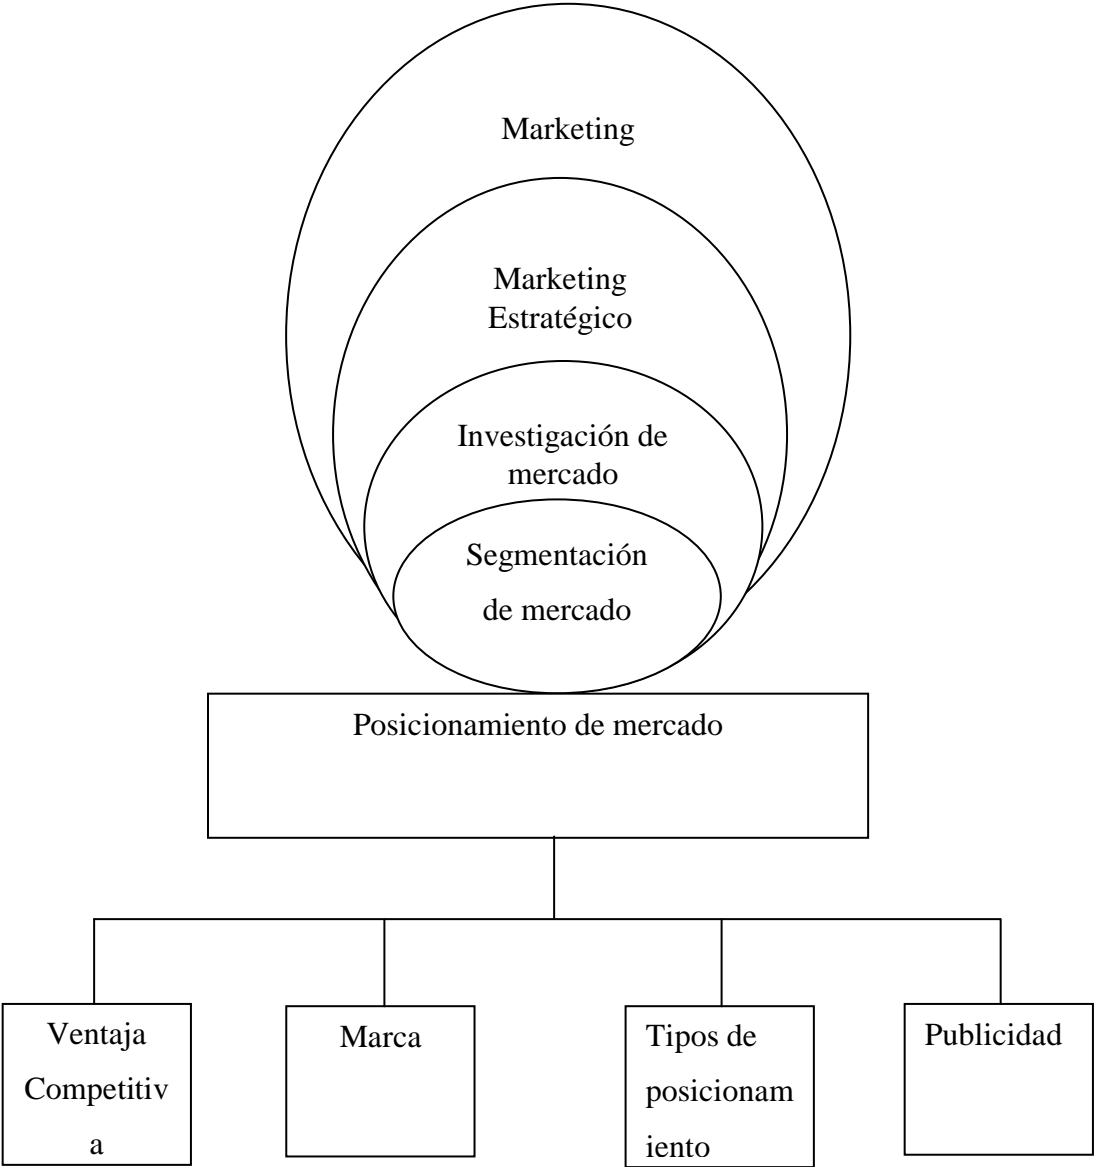 Marketing
Marketing
Estratégico
Investigación de
mercado
Segmentación
de mercado
Posicionamiento de mercado
Ventaja
Competitiv
a
Marca
Tipos de
posicionam
iento
Publicidad